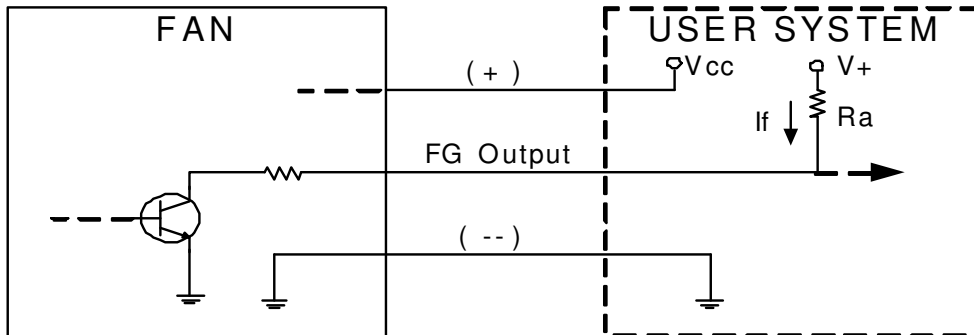 FAN
USER SYSTEM
(+)
Vcc
V+
If
Ra
FG Output
(--)